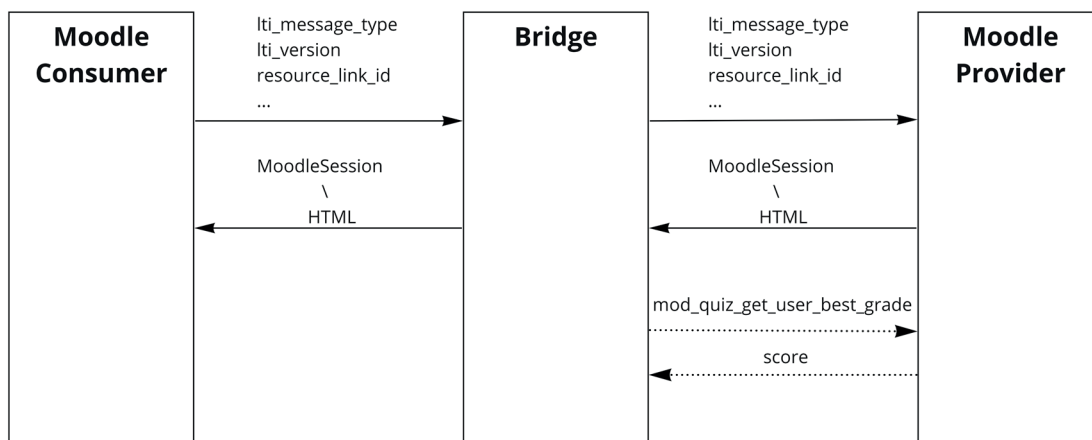 Moodle
Consumer
lti_message_type
lti_version
resource_link_id
...
MoodleSession
\
HTML
Bridge
lti_message_type
lti_version
resource_link_id
...
MoodleSession
\
HTML
mod_quiz_get_user_best_grade
score
Moodle
Provider